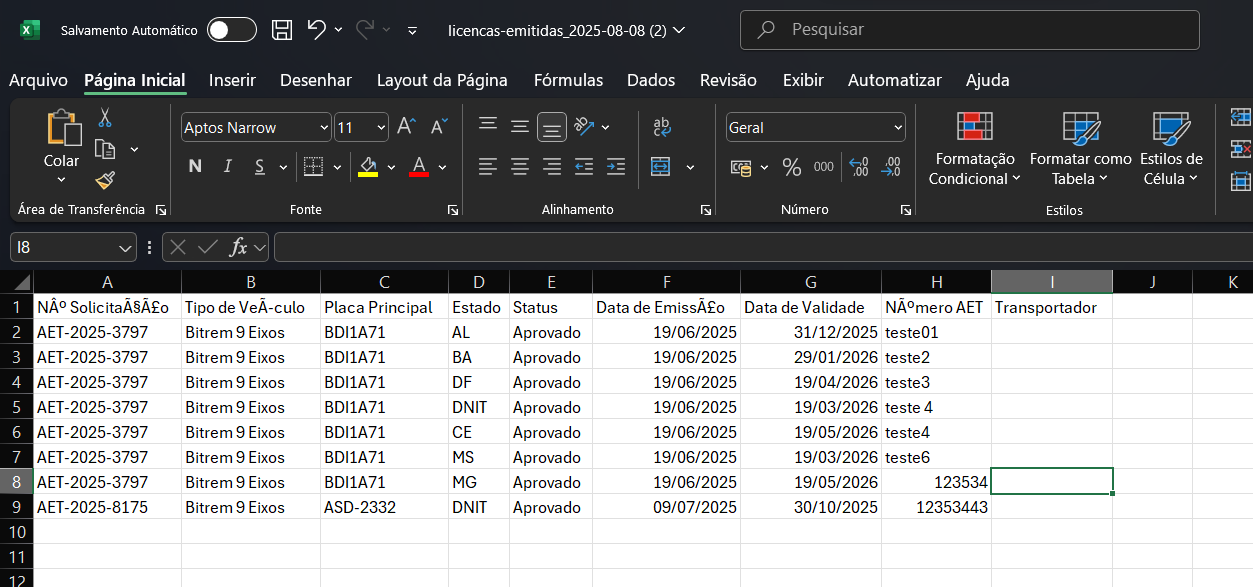 Salvamento Automático licencas-emitidas_2025-08-08 (2) Pesquisar
Arquivo Página Inicial Inserir Desenhar Layout da Página Fórmulas Dados Revisão Exibir Automatizar Ajuda
Colar
Área de Transferência
Aptos Narrow 11
N I S A
Fonte
ab
Alinhamento
Geral
% 000 ,00
Número
Formatação Condicional
Formatar como Tabela
Estilos de Célula
Estilos
I8 fx
A B C D E F G H I J K
1 NÂº SolicitaÃ§Ã£o Tipo de VeÃ-culo Placa Principal Estado Status Data de EmissÃ£o Data de Validade NÃºmero AET Transportador
2 AET-2025-3797 Bitrem 9 Eixos BDI1A71 AL Aprovado 19/06/2025 31/12/2025 teste01
3 AET-2025-3797 Bitrem 9 Eixos BDI1A71 BA Aprovado 19/06/2025 29/01/2026 teste2
4 AET-2025-3797 Bitrem 9 Eixos BDI1A71 DF Aprovado 19/06/2025 19/04/2026 teste3
5 AET-2025-3797 Bitrem 9 Eixos BDI1A71 DNIT Aprovado 19/06/2025 19/03/2026 teste 4
6 AET-2025-3797 Bitrem 9 Eixos BDI1A71 CE Aprovado 19/06/2025 19/05/2026 teste4
7 AET-2025-3797 Bitrem 9 Eixos BDI1A71 MS Aprovado 19/06/2025 19/03/2026 teste6
8 AET-2025-3797 Bitrem 9 Eixos BDI1A71 MG Aprovado 19/06/2025 19/05/2026 123534
9 AET-2025-8175 Bitrem 9 Eixos ASD-2332 DNIT Aprovado 09/07/2025 30/10/2025 12353443
10
11
12